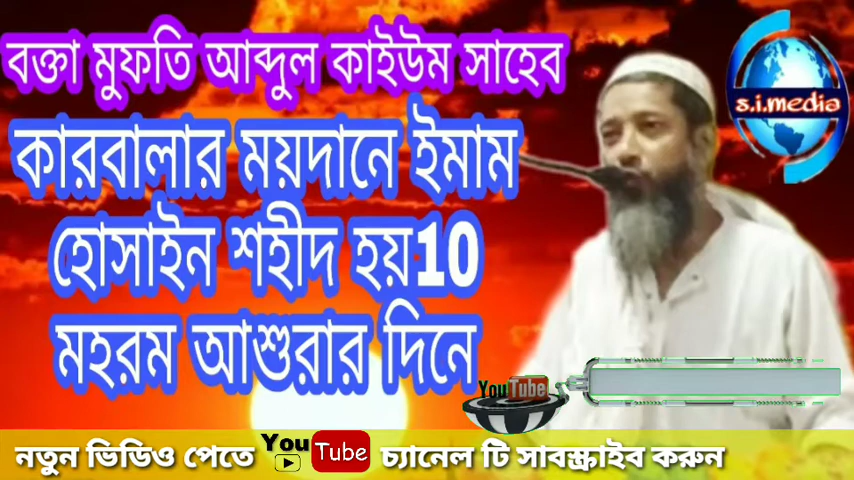 বক্তা মুফতি আব্দুল কাইউম সাহেব
s.i.media
কারবালার ময়দানে ইমাম
হোসাইন শহীদ হয়10
মহরম আশুরার দিনে
YouTube
নতুন ভিডিও পেতে YouTube চ্যানেল টি সাবস্ক্রাইব করুন